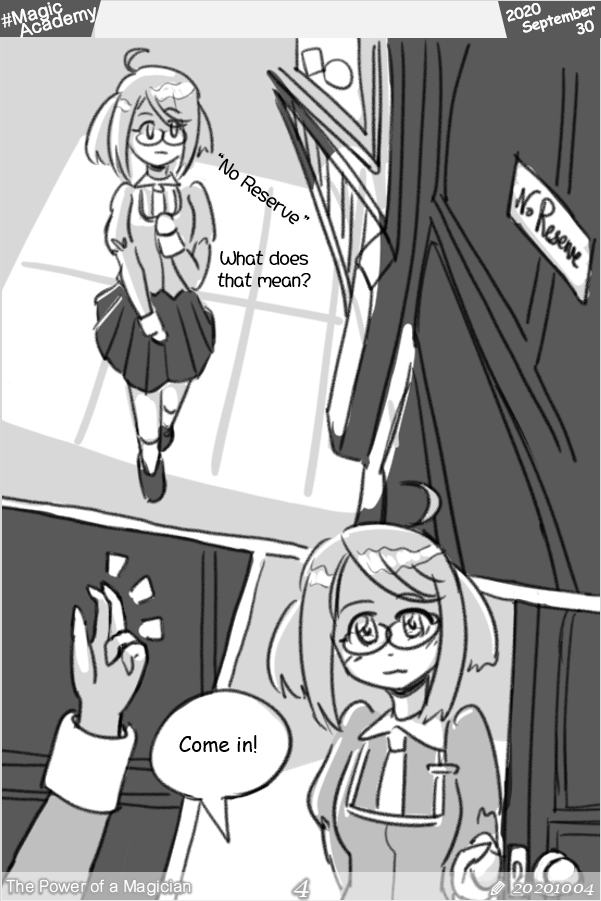 #Magic
Academy
2020
September
30
“No Reserve”
What does
that mean?
No Reserve
Come in!
The Power of a Magician
4
20201004